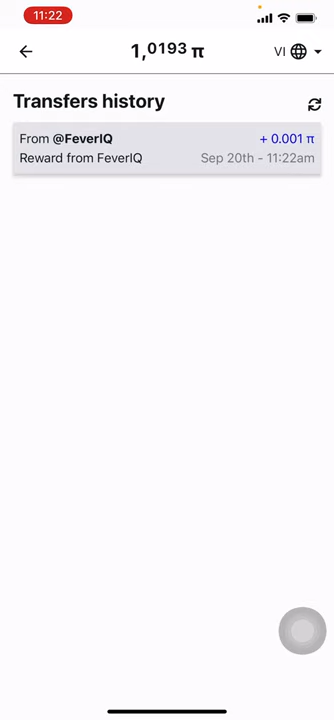 11:22
1,0193 π
VI
Transfers history
From @FeverIQ + 0.001 π
Reward from FeverIQ Sep 20th - 11:22am